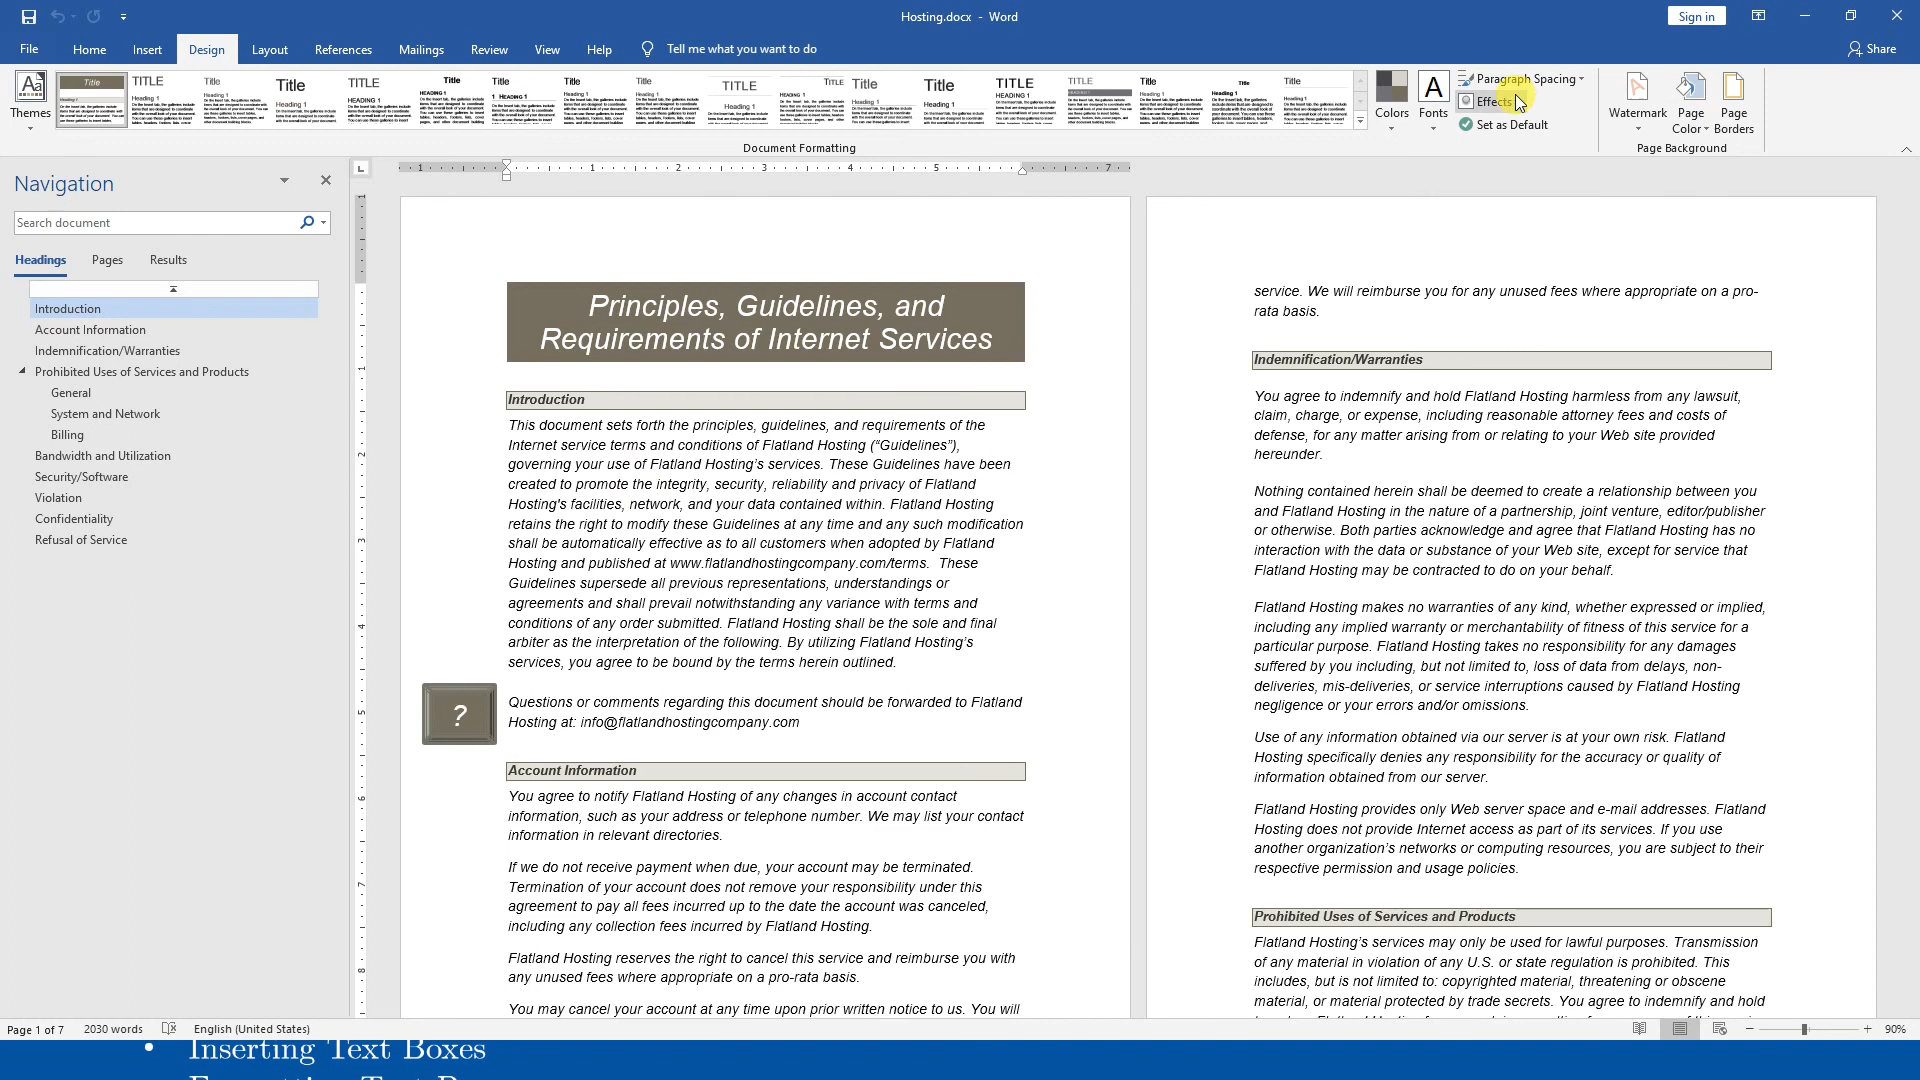 Hosting.docx - Word
Sign in
File Home Insert Design Layout References Mailings Review View Help Tell me what you want to do Share
Themes
Title
TITLE
Title
Title
TITLE
Title
Title
Title
Title
TITLE
TITLE
Title
Title
TITLE
TITLE
Title
Title
Title
Colors
Fonts
Paragraph Spacing
Effects
Set as Default
Watermark
Page Color
Page Borders
Document Formatting
Page Background
Navigation
Search document
Headings Pages Results
Introduction
Account Information
Indemnification/Warranties
Prohibited Uses of Services and Products
General
System and Network
Billing
Bandwidth and Utilization
Security/Software
Violation
Confidentiality
Refusal of Service
Principles, Guidelines, and
Requirements of Internet Services
Introduction
This document sets forth the principles, guidelines, and requirements of the
Internet service terms and conditions of Flatland Hosting (“Guidelines”),
governing your use of Flatland Hosting’s services. These Guidelines have been
created to promote the integrity, security, reliability and privacy of Flatland
Hosting's facilities, network, and your data contained within. Flatland Hosting
retains the right to modify these Guidelines at any time and any such modification
shall be automatically effective as to all customers when adopted by Flatland
Hosting and published at www.flatlandhostingcompany.com/terms. These
Guidelines supersede all previous representations, understandings or
agreements and shall prevail notwithstanding any variance with terms and
conditions of any order submitted. Flatland Hosting shall be the sole and final
arbiter as the interpretation of the following. By utilizing Flatland Hosting’s
services, you agree to be bound by the terms herein outlined.
?
Questions or comments regarding this document should be forwarded to Flatland
Hosting at: info@flatlandhostingcompany.com
Account Information
You agree to notify Flatland Hosting of any changes in account contact
information, such as your address or telephone number. We may list your contact
information in relevant directories.
If we do not receive payment when due, your account may be terminated.
Termination of your account does not remove your responsibility under this
agreement to pay all fees incurred up to the date the account was canceled,
including any collection fees incurred by Flatland Hosting.
Flatland Hosting reserves the right to cancel this service and reimburse you with
any unused fees where appropriate on a pro-rata basis.
You may cancel your account at any time upon prior written notice to us. You will
service. We will reimburse you for any unused fees where appropriate on a pro-
rata basis.
Indemnification/Warranties
You agree to indemnify and hold Flatland Hosting harmless from any lawsuit,
claim, charge, or expense, including reasonable attorney fees and costs of
defense, for any matter arising from or relating to your Web site provided
hereunder.
Nothing contained herein shall be deemed to create a relationship between you
and Flatland Hosting in the nature of a partnership, joint venture, editor/publisher
or otherwise. Both parties acknowledge and agree that Flatland Hosting has no
interaction with the data or substance of your Web site, except for service that
Flatland Hosting may be contracted to do on your behalf.
Flatland Hosting makes no warranties of any kind, whether expressed or implied,
including any implied warranty or merchantability of fitness of this service for a
particular purpose. Flatland Hosting takes no responsibility for any damages
suffered by you including, but not limited to, loss of data from delays, non-
deliveries, mis-deliveries, or service interruptions caused by Flatland Hosting
negligence or your errors and/or omissions.
Use of any information obtained via our server is at your own risk. Flatland
Hosting specifically denies any responsibility for the accuracy or quality of
information obtained from our server.
Flatland Hosting provides only Web server space and e-mail addresses. Flatland
Hosting does not provide Internet access as part of its services. If you use
another organization’s networks or computing resources, you are subject to their
respective permission and usage policies.
Prohibited Uses of Services and Products
Flatland Hosting’s services may only be used for lawful purposes. Transmission
of any material in violation of any U.S. or state regulation is prohibited. This
includes, but is not limited to: copyrighted material, threatening or obscene
material, or material protected by trade secrets. You agree to indemnify and hold
Page 1 of 7 2030 words English (United States) 90%
• Inserting Text Boxes